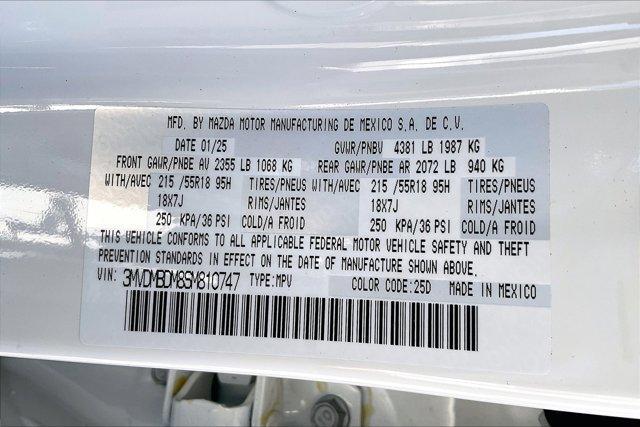 MFD. BY MAZDA MOTOR MANUFACTURING DE MEXICO S.A. DE C.V.
DATE 01/25 GVWR/PNBV 4381 LB 1987 KG
FRONT GAWR/PNBE AV 2355 LB 1068 KG REAR GAWR/PNBE AR 2072 LB 940 KG
WITH/AVEC 215 /55R18 95H TIRES/PNEUS WITH/AVEC 215 /55R18 95H TIRES/PNEUS
18X7J RIMS/JANTES 18X7J RIMS/JANTES
250 KPA/36 PSI COLD/A FROID 250 KPA/36 PSI COLD/A FROID
THIS VEHICLE CONFORMS TO ALL APPLICABLE FEDERAL MOTOR VEHICLE SAFETY AND THEFT
PREVENTION STANDARDS IN EFFECT ON THE DATE OF MANUFACTURE SHOWN ABOVE.
VIN: 3MVDMBDM8SM810747 TYPE:MPV COLOR CODE:25D MADE IN MEXICO